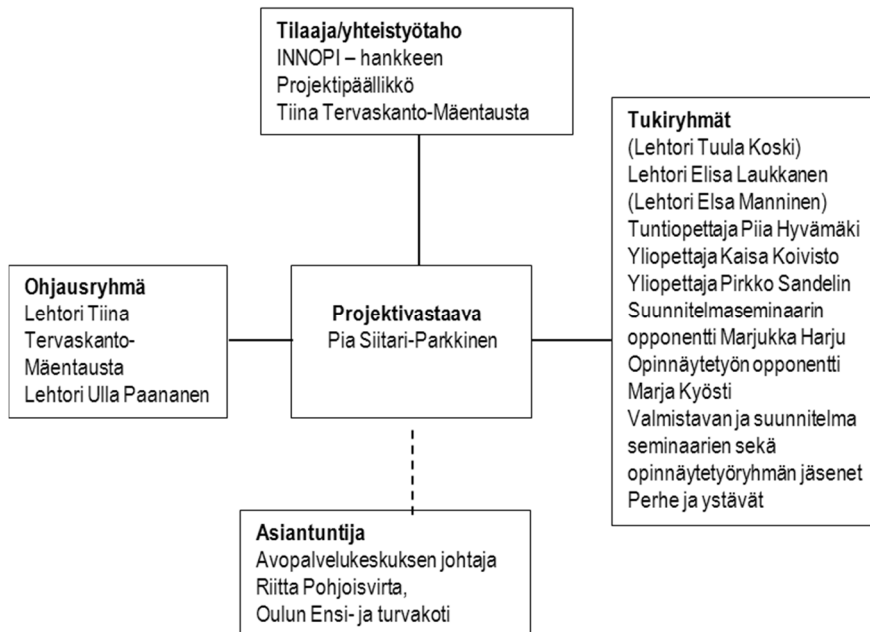 Tilaaja/yhteistyötaho
INNOPI – hankkeen
Projektipäällikkö
Tiina Tervaskanto-Mäentausta
Ohjausryhmä
Lehtori Tiina
Tervaskanto-
Mäentausta
Lehtori Ulla Paananen
Projektivastaava
Pia Siitari-Parkkinen
Tukiryhmät
(Lehtori Tuula Koski)
Lehtori Elisa Laukkanen
(Lehtori Elsa Manninen)
Tuntiopettaja Piia Hyvämäki
Yliopettaja Kaisa Koivisto
Yliopettaja Pirkko Sandelin
Suunnitelmaseminaarin
opponentti Marjukka Harju
Opinnäytetyön opponentti
Marja Kyösti
Valmistavan ja suunnitelma
seminaarien sekä
opinnäytetyöryhmän jäsenet
Perhe ja ystävät
Asiantuntija
Avopalvelukeskuksen johtaja
Riitta Pohjoisvirta,
Oulun Ensi- ja turvakoti